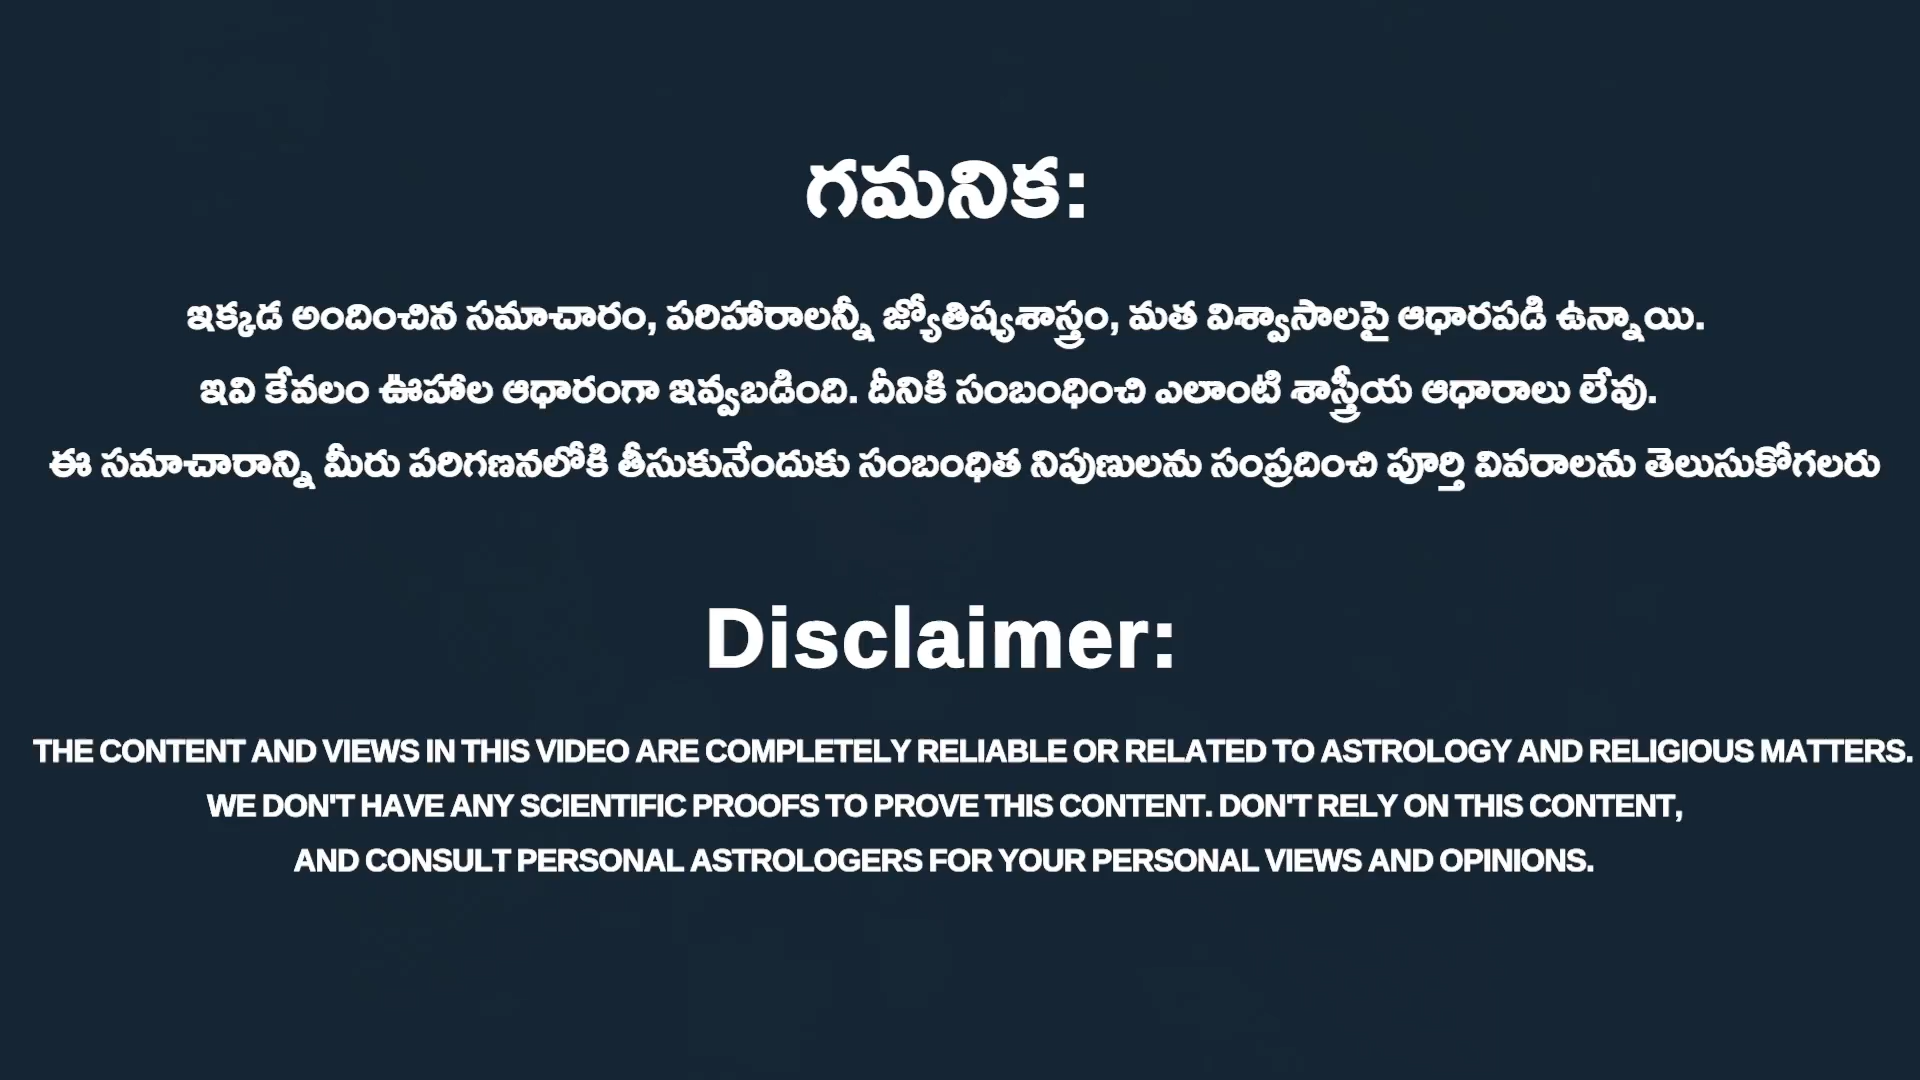 గమనిక:
ఇక్కడ అందించిన సమాచారం, పరిహారాలన్నీ జ్యోతిష్యశాస్త్రం, మత విశ్వాసాలపై ఆధారపడి ఉన్నాయి.
ఇవి కేవలం ఊహాల ఆధారంగా ఇవ్వబడింది. దీనికి సంబంధించి ఎలాంటి శాస్త్రీయ ఆధారాలు లేవు.
ఈ సమాచారాన్ని మీరు పరిగణనలోకి తీసుకునేందుకు సంబంధిత నిపుణులను సంప్రదించి పూర్తి వివరాలను తెలుసుకోగలరు
Disclaimer:
THE CONTENT AND VIEWS IN THIS VIDEO ARE COMPLETELY RELIABLE OR RELATED TO ASTROLOGY AND RELIGIOUS MATTERS.
WE DON'T HAVE ANY SCIENTIFIC PROOFS TO PROVE THIS CONTENT. DON'T RELY ON THIS CONTENT,
AND CONSULT PERSONAL ASTROLOGERS FOR YOUR PERSONAL VIEWS AND OPINIONS.